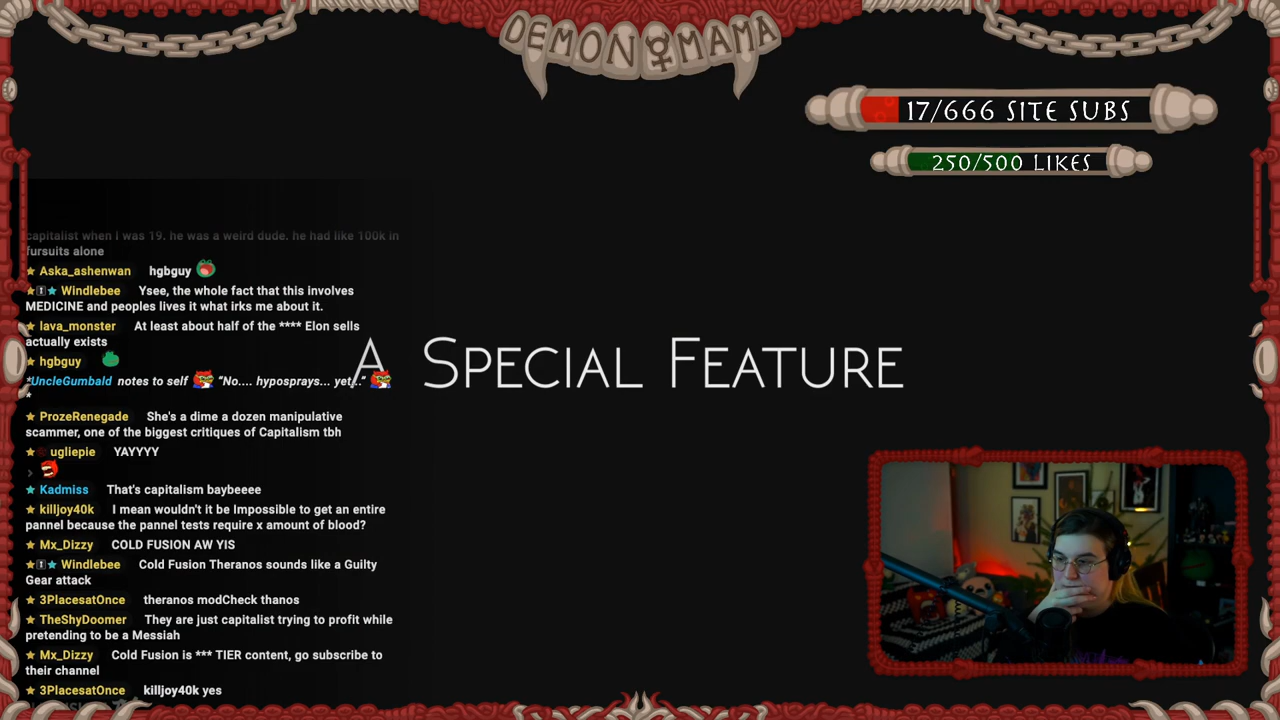 DEMON MAMA
17/666 SITE SUBS
250/500 LIKES
capitalist when I was 19. he was a weird dude. he had like 100k in
fursuits alone
Aska_ashenwan hgbguy
Windlebee Ysee, the whole fact that this involves
MEDICINE and peoples lives it what irks me about it.
lava_monster At least about half of the **** Elon sells
actually exists
hgbguy
*UncleGumbald notes to self "No.... hyposprays... yet..."
*
A SPECIAL FEATURE
ProzeRenegade She's a dime a dozen manipulative
scammer, one of the biggest critiques of Capitalism tbh
ugliepie YAYYYY
Kadmiss That's capitalism baybeeee
killjoy40k I mean wouldn't it be Impossible to get an entire
pannel because the pannel tests require x amount of blood?
Mx_Dizzy COLD FUSION AW YIS
Windlebee Cold Fusion Theranos sounds like a Guilty
Gear attack
3PlacesatOnce theranos modCheck thanos
TheShyDoomer They are just capitalist trying to profit while
pretending to be a Messiah
Mx_Dizzy Cold Fusion is *** TIER content, go subscribe to
their channel
3PlacesatOnce killjoy40k yes